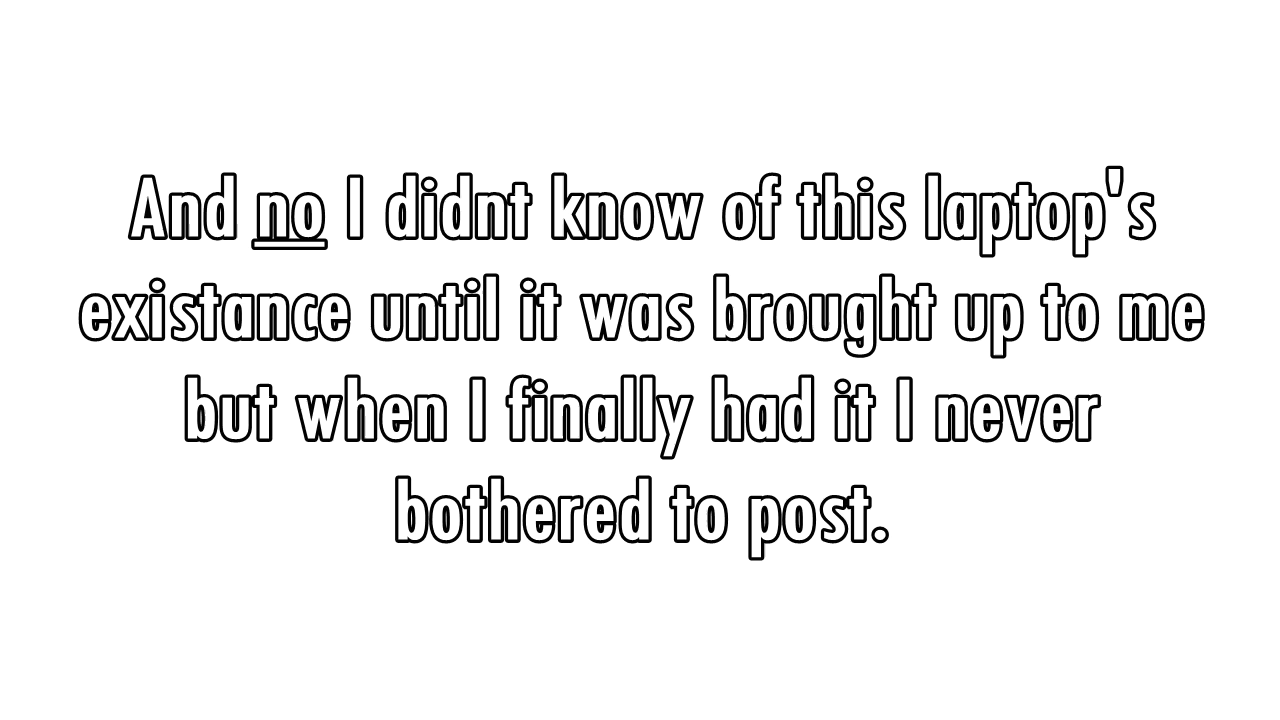 And no I didnt know of this laptop's
existance until it was brought up to me
but when I finally had it I never
bothered to post.